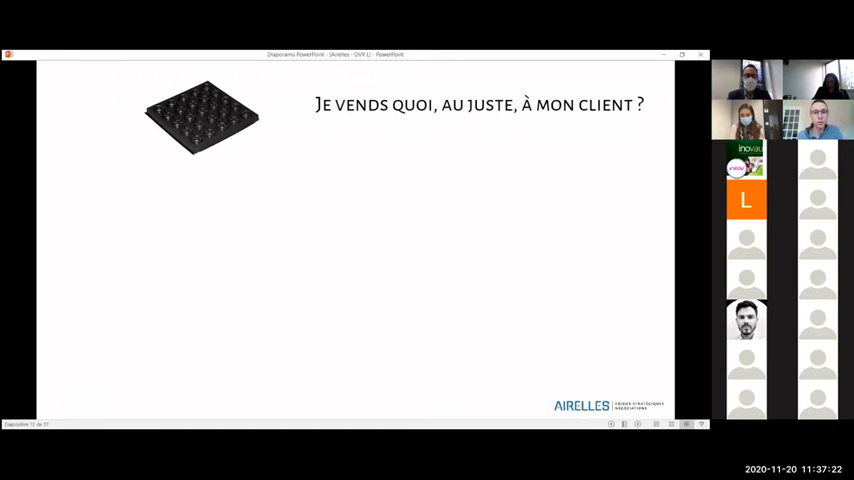 Diaporama PowerPoint - [Airelles - OVV L] - PowerPoint
JE VENDS QUOI, AU JUSTE, À MON CLIENT ?
inovau
L
AIRELLES
ENJEUX STRATÉGIQUES
NÉGOCIATIONS
Diapositive 12 de 57
2020-11-20 11:37:22